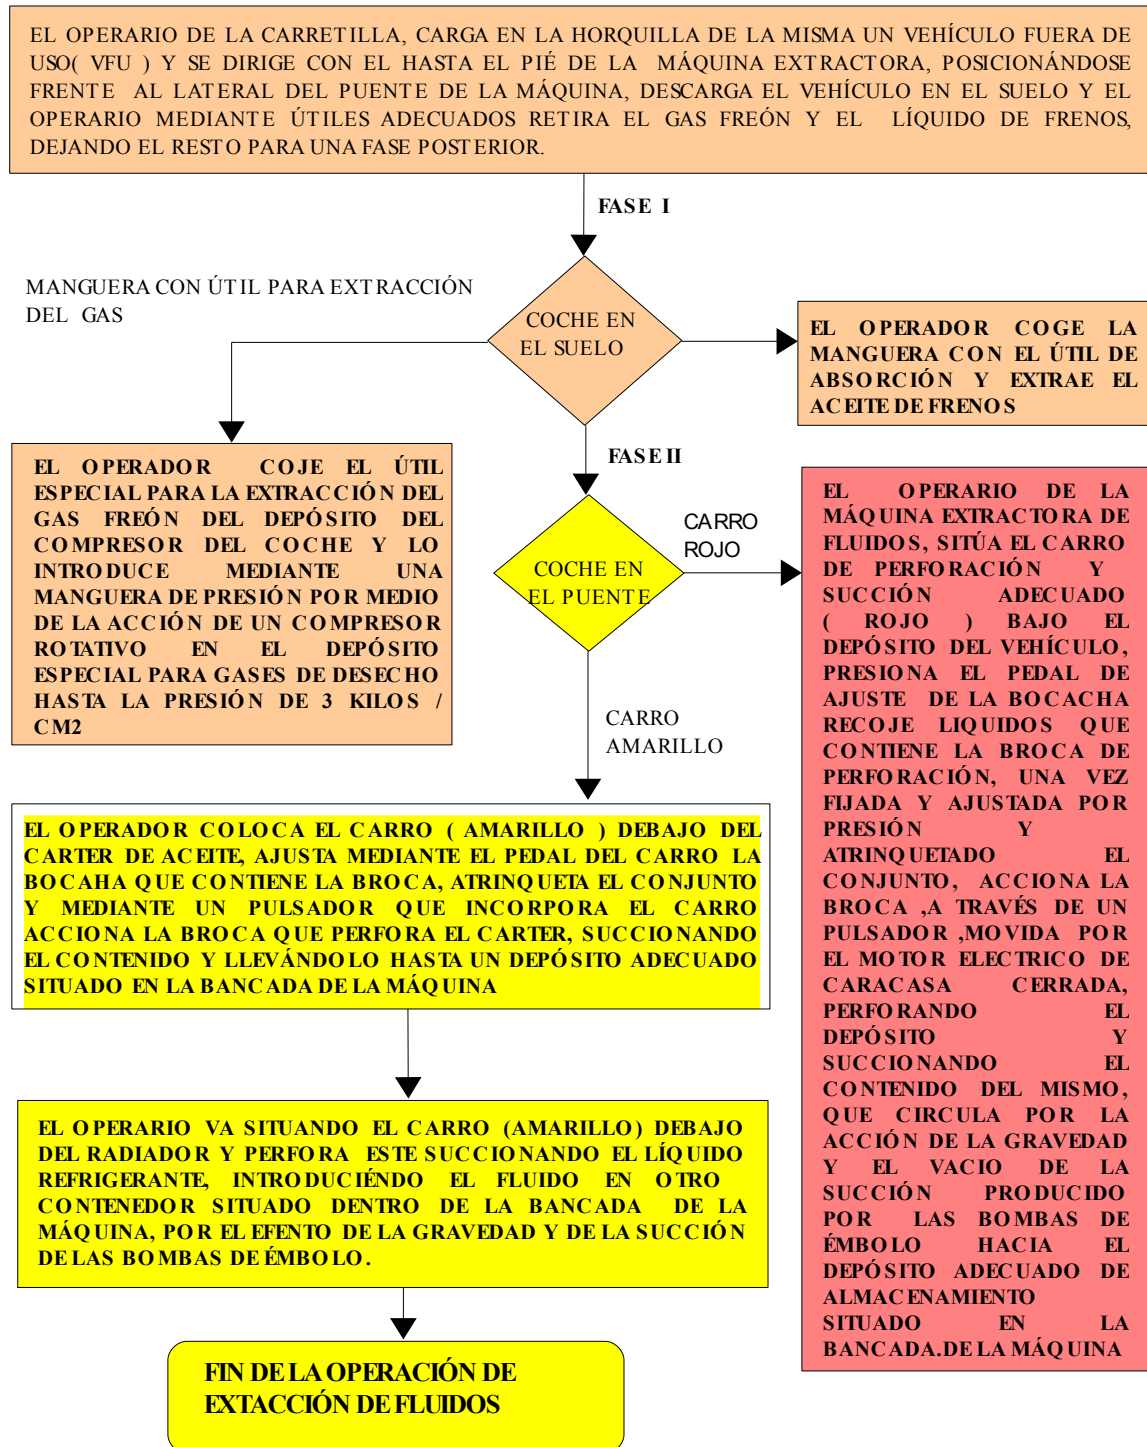 EL OPERARIO DE LA CARRETILLA, CARGA EN LA HORQUILLA DE LA MISMA UN VEHÍCULO FUERA DE
USO( VFU ) Y SE DIRIGE CON EL HASTA EL PIÉ DE LA MÁQUINA EXTRACTORA, POSICIONÁNDOSE
FRENTE AL LATERAL DEL PUENTE DE LA MÁQUINA, DESCARGA EL VEHÍCULO EN EL SUELO Y EL
OPERARIO MEDIANTE ÚTILES ADECUADOS RETIRA EL GAS FREÓN Y EL LÍQUIDO DE FRENOS,
DEJANDO EL RESTO PARA UNA FASE POSTERIOR.
FASE I
MANGUERA CON ÚTIL PARA EXTRACCIÓN
DEL GAS
COCHE EN
EL SUELO
EL OPERADOR COGE LA
MANGUERA CON EL ÚTIL DE
ABSORCIÓN Y EXTRAE EL
ACEITE DE FRENOS
EL OPERADOR COJE EL ÚTIL
ESPECIAL PARA LA EXTRACCIÓN DEL
GAS FREÓN DEL DEPÓSITO DEL
COMPRESOR DEL COCHE Y LO
INTRODUCE MEDIANTE UNA
MANGUERA DE PRESIÓN POR MEDIO
DE LA ACCIÓN DE UN COMPRESOR
ROTATIVO EN EL DEPÓSITO
ESPECIAL PARA GASES DE DESECHO
HASTA LA PRESIÓN DE 3 KILOS /
CM2
FASE II
COCHE EN
EL PUENTE
CARRO
ROJO
EL OPERARIO DE LA
MÁQUINA EXTRACTORA DE
FLUIDOS, SITÚA EL CARRO
DE PERFORACIÓN Y
SUCCIÓN ADECUADO
( ROJO ) BAJO EL
DEPÓSITO DEL VEHÍCULO,
PRESIONA EL PEDAL DE
AJUSTE DE LA BOCACHA
RECOJE LIQUIDOS QUE
CONTIENE LA BROCA DE
PERFORACIÓN, UNA VEZ
FIJADA Y AJUSTADA POR
PRESIÓN Y
ATRINQUETADO EL
CONJUNTO, ACCIONA LA
BROCA ,A TRAVÉS DE UN
PULSADOR ,MOVIDA POR
EL MOTOR ELECTRICO DE
CARACASA CERRADA,
PERFORANDO EL
DEPÓSITO Y
SUCCIONANDO EL
CONTENIDO DEL MISMO,
QUE CIRCULA POR LA
ACCIÓN DE LA GRAVEDAD
Y EL VACIO DE LA
SUCCIÓN PRODUCIDO
POR LAS BOMBAS DE
ÉMBOLO HACIA EL
DEPÓSITO ADECUADO DE
ALMACENAMIENTO
SITUADO EN LA
BANCADA.DE LA MÁQUINA
CARRO
AMARILLO
EL OPERADOR COLOCA EL CARRO ( AMARILLO ) DEBAJO DEL
CARTER DE ACEITE, AJUSTA MEDIANTE EL PEDAL DEL CARRO LA
BOCAHA QUE CONTIENE LA BROCA, ATRINQUETA EL CONJUNTO
Y MEDIANTE UN PULSADOR QUE INCORPORA EL CARRO
ACCIONA LA BROCA QUE PERFORA EL CARTER, SUCCIONANDO
EL CONTENIDO Y LLEVÁNDOLO HASTA UN DEPÓSITO ADECUADO
SITUADO EN LA BANCADA DE LA MÁQUINA
EL OPERARIO VA SITUANDO EL CARRO (AMARILLO) DEBAJO
DEL RADIADOR Y PERFORA ESTE SUCCIONANDO EL LÍQUIDO
REFRIGERANTE, INTRODUCIÉNDO EL FLUIDO EN OTRO
CONTENEDOR SITUADO DENTRO DE LA BANCADA DE LA
MÁQUINA, POR EL EFENTO DE LA GRAVEDAD Y DE LA SUCCIÓN
DE LAS BOMBAS DE ÉMBOLO.
FIN DE LA OPERACIÓN DE
EXTACCIÓN DE FLUIDOS